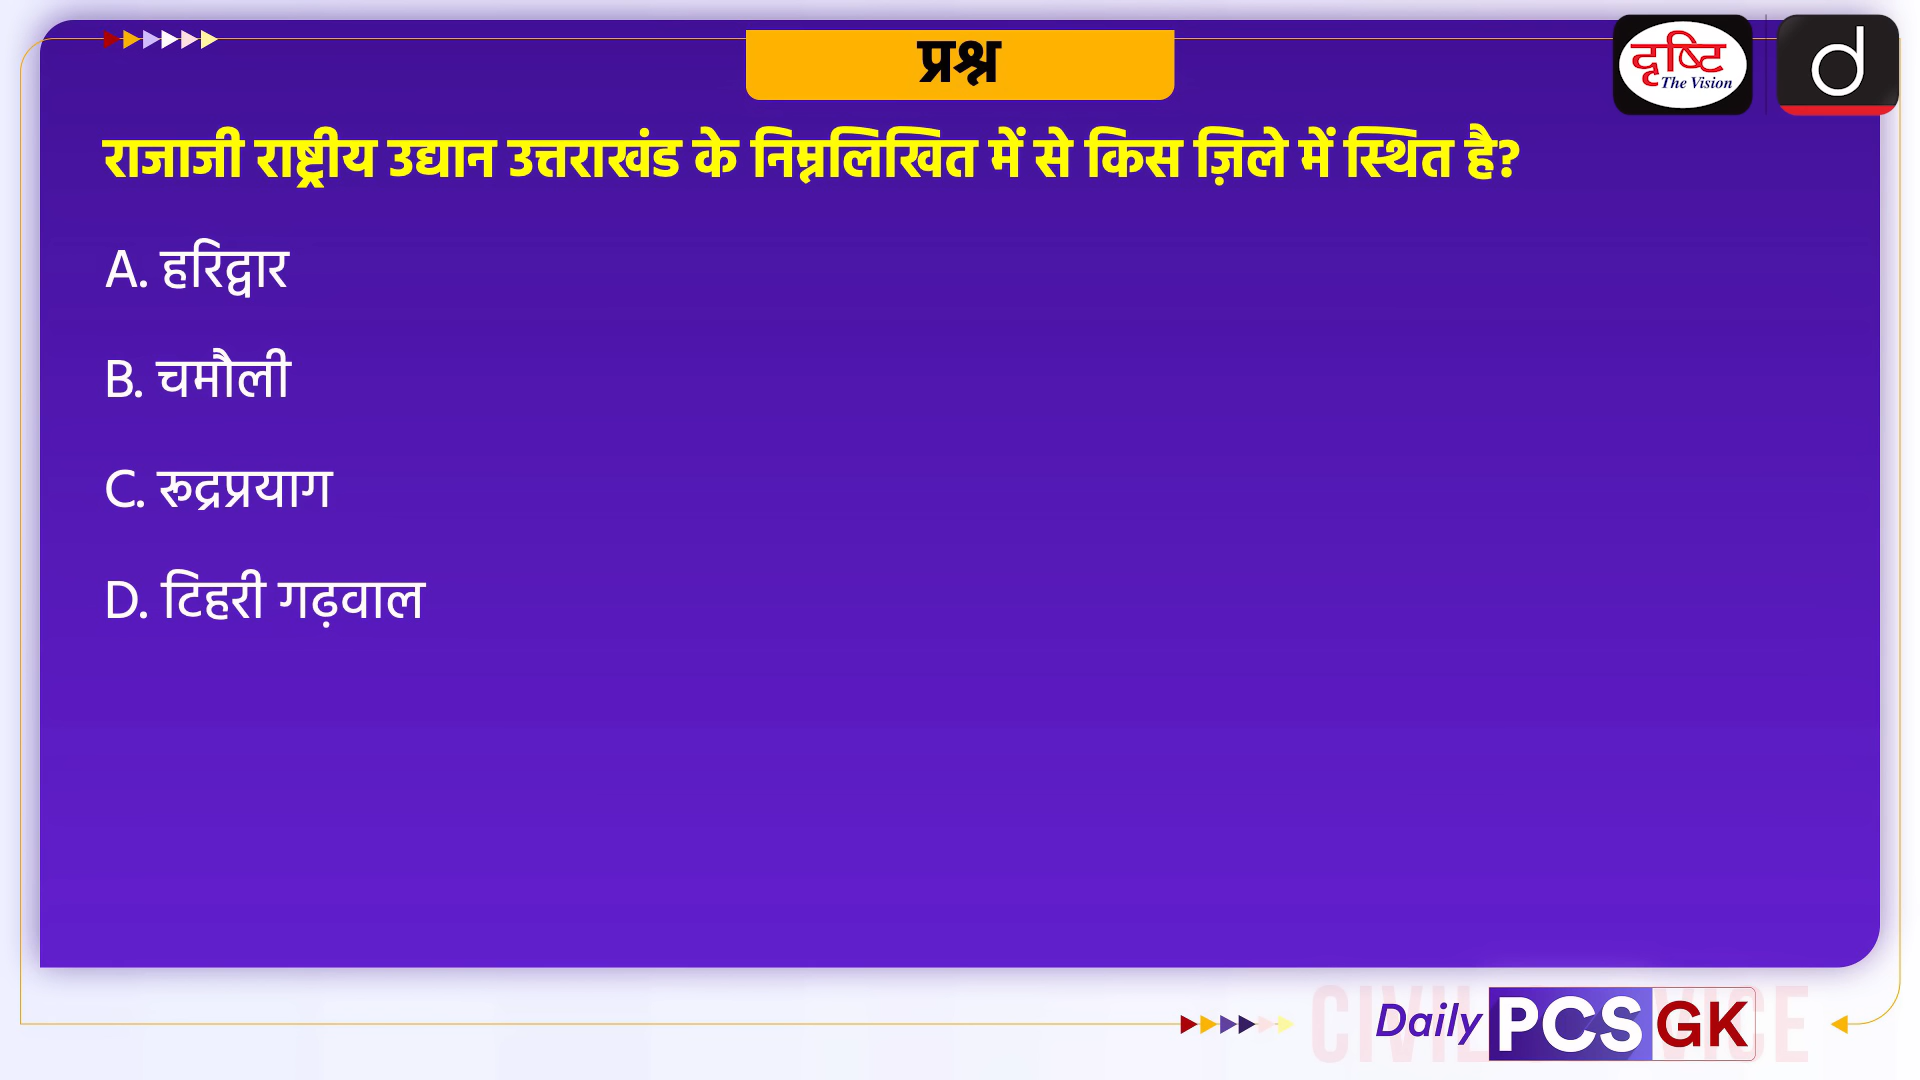 प्रश्न
दृष्टि
The Vision
d
राजाजी राष्ट्रीय उद्यान उत्तराखंड के निम्नलिखित में से किस ज़िले में स्थित है?
A. हरिद्वार
B. चमौली
C. रूद्रप्रयाग
D. टिहरी गढ़वाल
Daily PCS GK